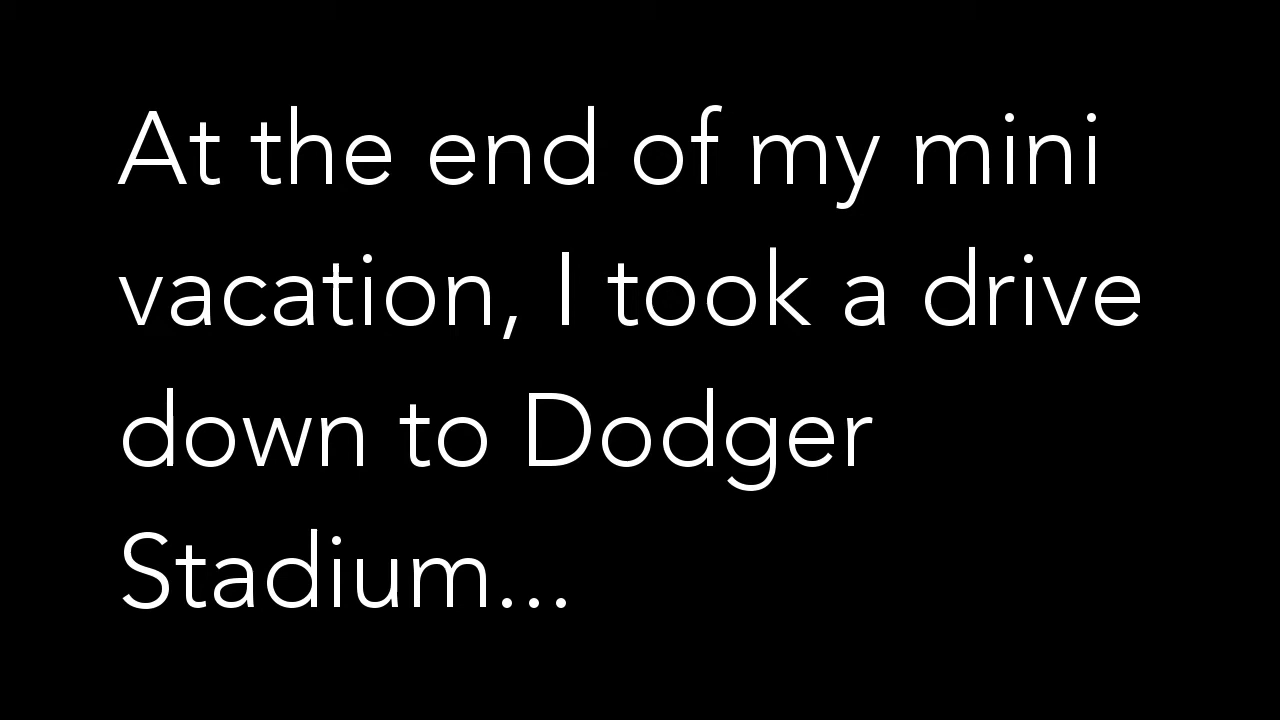 At the end of my mini
vacation, I took a drive
down to Dodger
Stadium...